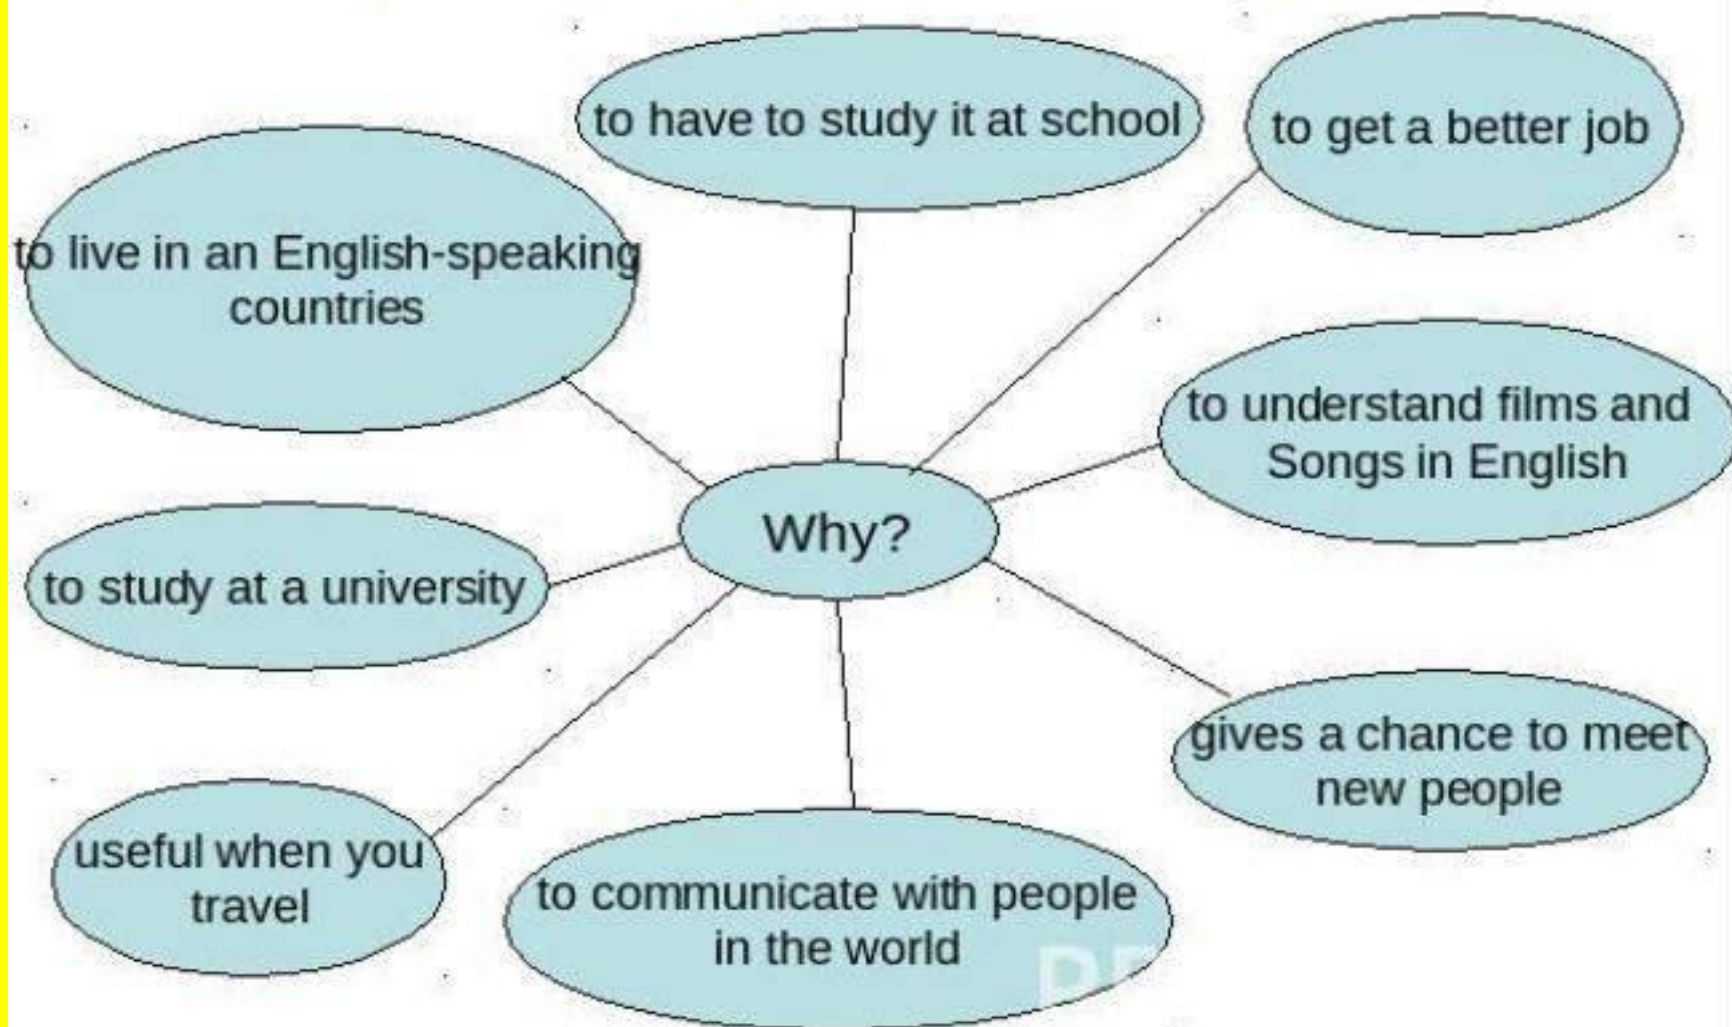 to have to study it at school
to get a better job
to live in an English-speaking
countries
to understand films and
Songs in English
Why?
to study at a university
gives a chance to meet
new people
useful when you
travel
to communicate with people
in the world